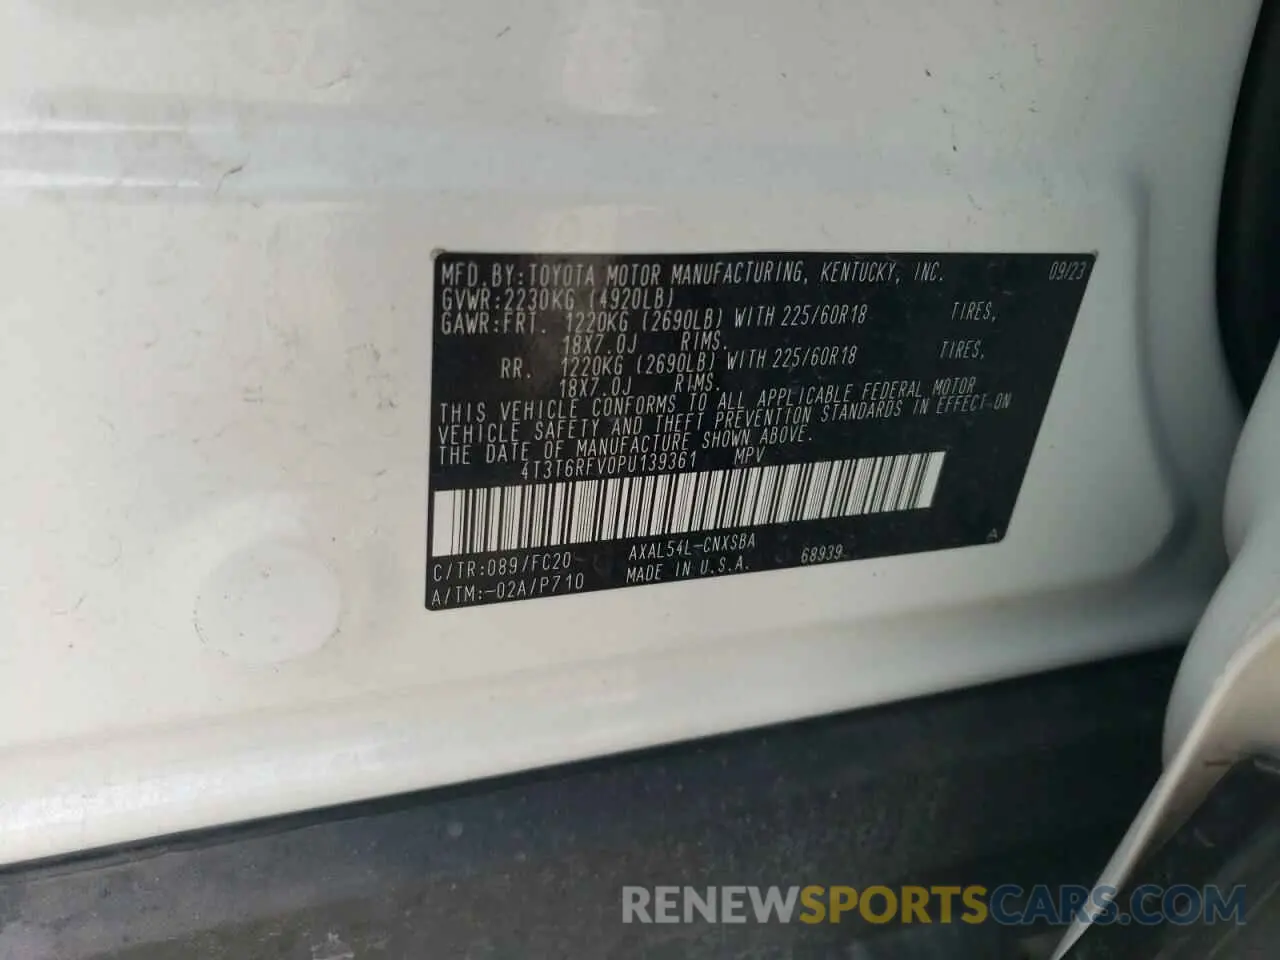 MFD.BY:TOYOTA MOTOR MANUFACTURING, KENTUCKY, INC. 09/23
GVWR:2230KG (4920LB)
GAWR:FRT. 1220KG (2690LB) WITH 225/60R18 TIRES,
18X7.0J RIMS.
RR. 1220KG (2690LB) WITH 225/60R18 TIRES,
18X7.0J RIMS.
THIS VEHICLE CONFORMS TO ALL APPLICABLE FEDERAL MOTOR
VEHICLE SAFETY AND THEFT PREVENTION STANDARDS IN EFFECT ON
THE DATE OF MANUFACTURE SHOWN ABOVE.
4T3T6RFV0PU139361 MPV
C/TR:089/FC20 AXAL54L-CNXSBA 68939
A/TM:-02A/P710 MADE IN U.S.A.
RENEWSPORTSCARS.COM